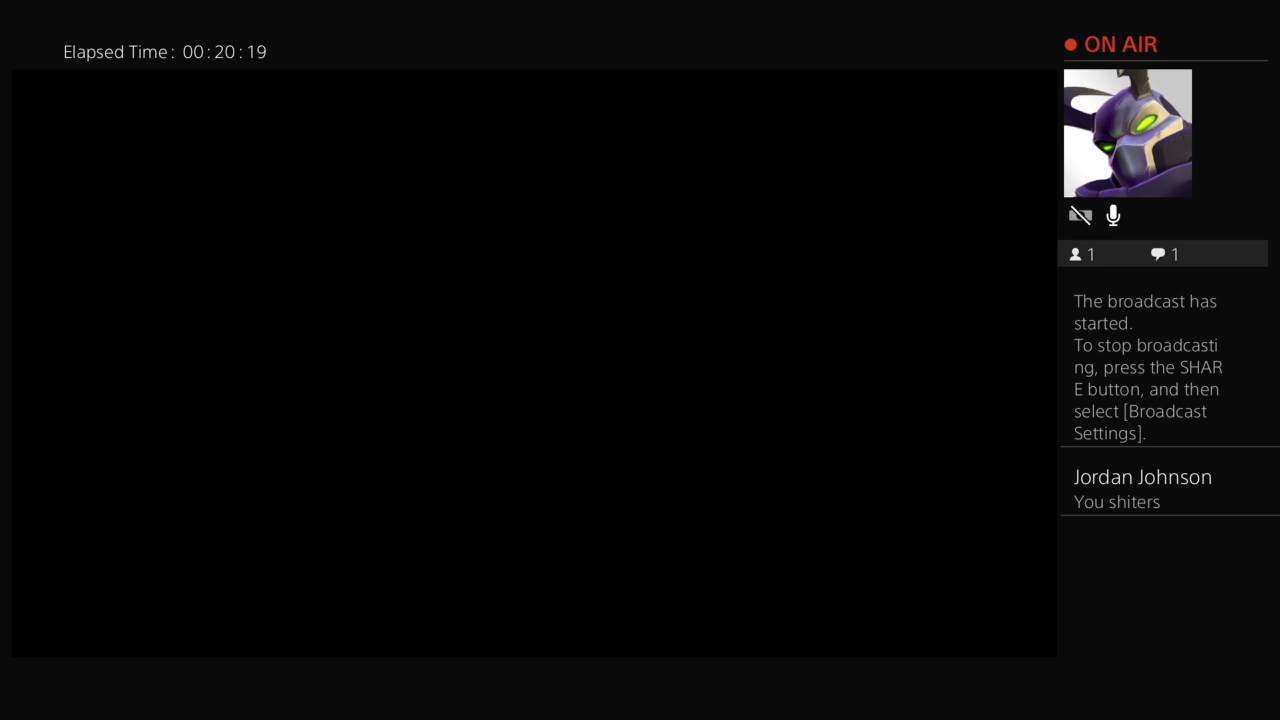 Elapsed Time: 00:20:19
ON AIR
1 1
The broadcast has
started.
To stop broadcasti
ng, press the SHAR
E button, and then
select [Broadcast
Settings].
Jordan Johnson
You shiters